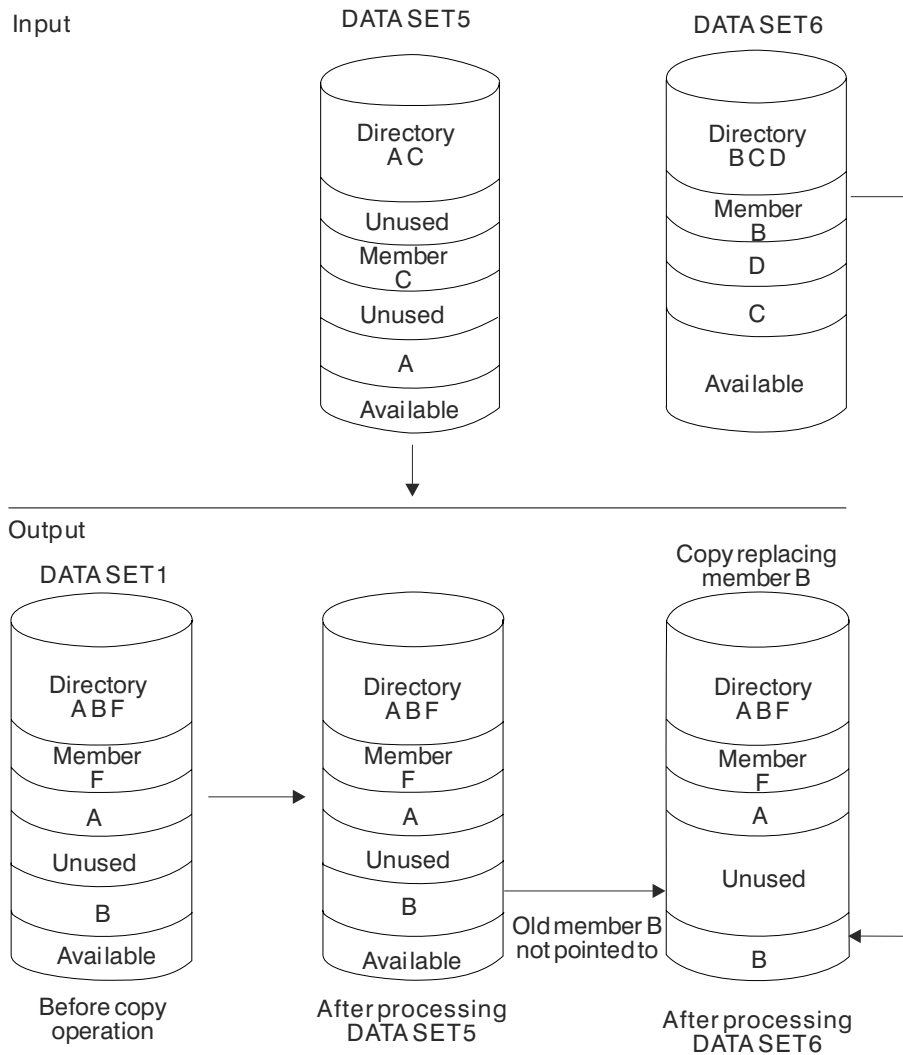 Input
DATA SET5
Directory
A C
Unused
Member
C
Unused
A
Available
DATA SET6
Directory
B C D
Member
B
D
C
Available
Output
DATA SET1
Directory
A B F
Member
F
A
Unused
B
Available
Before copy
operation
Directory
A B F
Member
F
A
Unused
B
Available
After processing
DATA SET5
Old member B
not pointed to
Copy replacing
member B
Directory
A B F
Member
F
A
Unused
B
After processing
DATA SET6